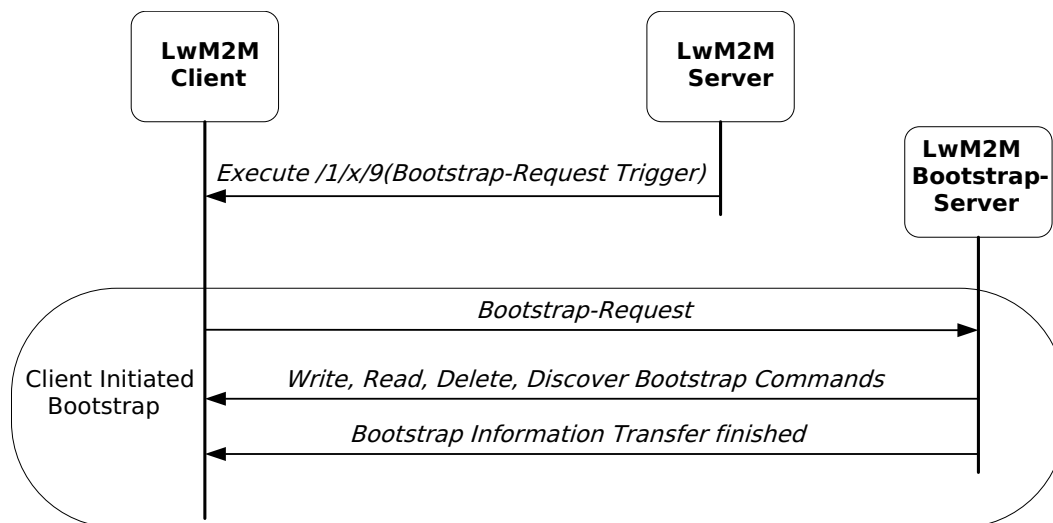 LwM2M
Client
LwM2M
Server
LwM2M
Bootstrap-
Server
Execute /1/x/9(Bootstrap-Request Trigger)
Bootstrap-Request
Client Initiated
Bootstrap
Write, Read, Delete, Discover Bootstrap Commands
Bootstrap Information Transfer finished